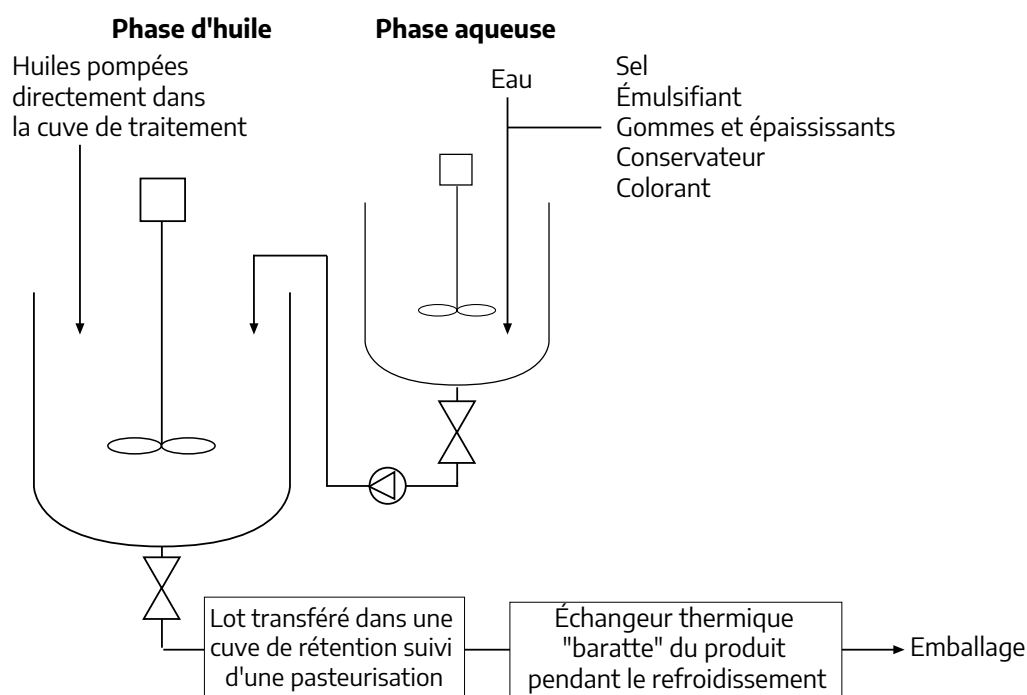 Phase d'huile
Phase aqueuse
Huiles pompées
directement dans
la cuve de traitement
Eau
Sel
Émulsifiant
Gommes et épaississants
Conservateur
Colorant
Lot transféré dans une
cuve de rétention suivi
d'une pasteurisation
Échangeur thermique
"baratte" du produit
pendant le refroidissement
Emballage